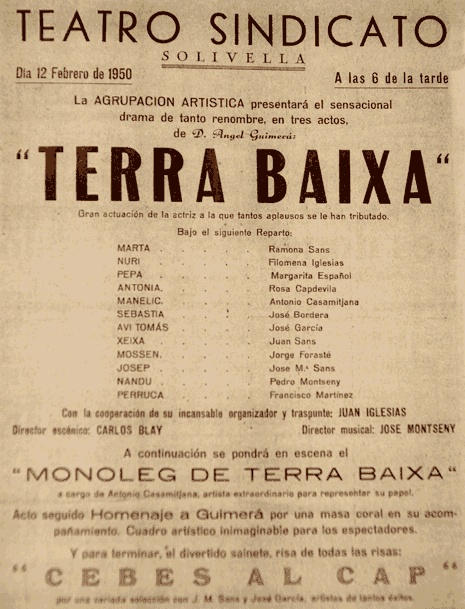 TEATRO SINDICATO
SOLIVELLA
Día 12 Febrero de 1950
A las 6 de la tarde
La AGRUPACION ARTISTICA presentará el sensacional
drama de tanto renombre, en tres actos,
de D. Angel Guimerá:
“TERRA BAIXA“
Gran actuación de la actriz a la que tantos aplausos se le han tributado.
Bajo el siguiente Reparto:
MARTA . . . . Ramona Sans
NURI . . . . Filomena Iglesias
PEPA . . . . Margarita Español
ANTONIA. . . . . Rosa Capdevila
MANELIC. . . . . Antonio Casamitjana
SEBASTIA . . . . José Bordera
AVI TOMÁS . . . . José García
XEIXA . . . . Juan Sans
MOSSEN. . . . . Jorge Forasté
JOSEP . . . . Jose M.ª Sans
NANDU . . . . Pedro Montseny
PERRUCA . . . . Francisco Martínez
Con la cooperación de su incansable organizador y traspunte: JUAN IGLESIAS
Director escénico: CARLOS BLAY
Director musical: JOSE MONTSENY
A continuación se pondrá en escena el
“MONOLEG DE TERRA BAIXA“
a cargo de Antonio Casamitjana, artista extraordinario para representar su papel.
Acto seguido Homenaje a Guimerá por una masa coral en su acom-
pañamiento. Cuadro artístico inimaginable para los espectadores.
Y para terminar, el divertido sainete, risa de todas las risas:
“CEBES AL CAP“
por una variada selección con J. M. Sans y José García, artistas de tantos éxitos.